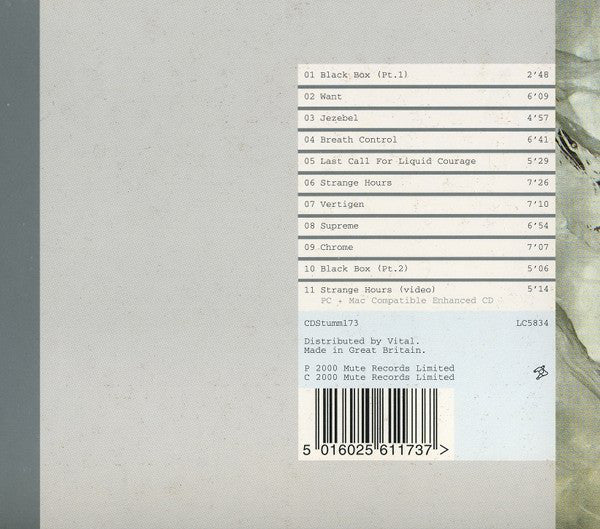 01 Black Box (Pt.1) 2'48
02 Want 6'09
03 Jezebel 4'57
04 Breath Control 6'41
05 Last Call For Liquid Courage 5'29
06 Strange Hours 7'26
07 Vertigen 7'10
08 Supreme 6'54
09 Chrome 7'07
10 Black Box (Pt.2) 5'06
11 Strange Hours (video) 5'14
PC + Mac Compatible Enhanced CD
CDStumm173 LC5834
Distributed by Vital.
Made in Great Britain.
P 2000 Mute Records Limited
C 2000 Mute Records Limited
5 016025 611737 >